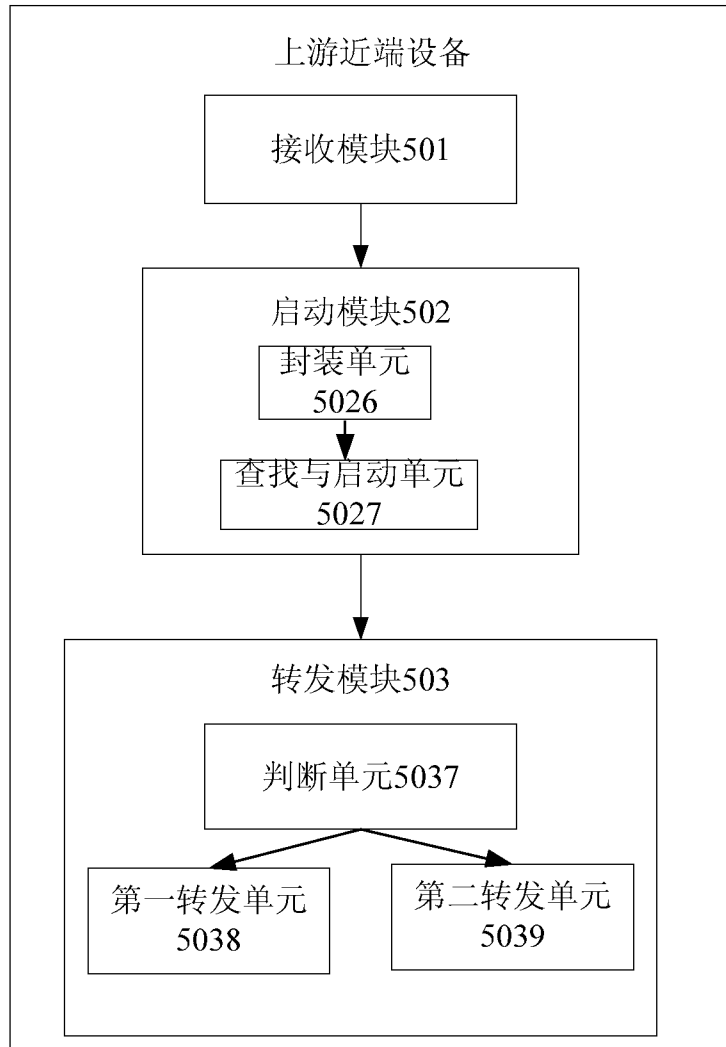 上游近端设备
接收模块501
启动模块502
封装单元
5026
查找与启动单元
5027
转发模块503
判断单元5037
第一转发单元
5038
第二转发单元
5039